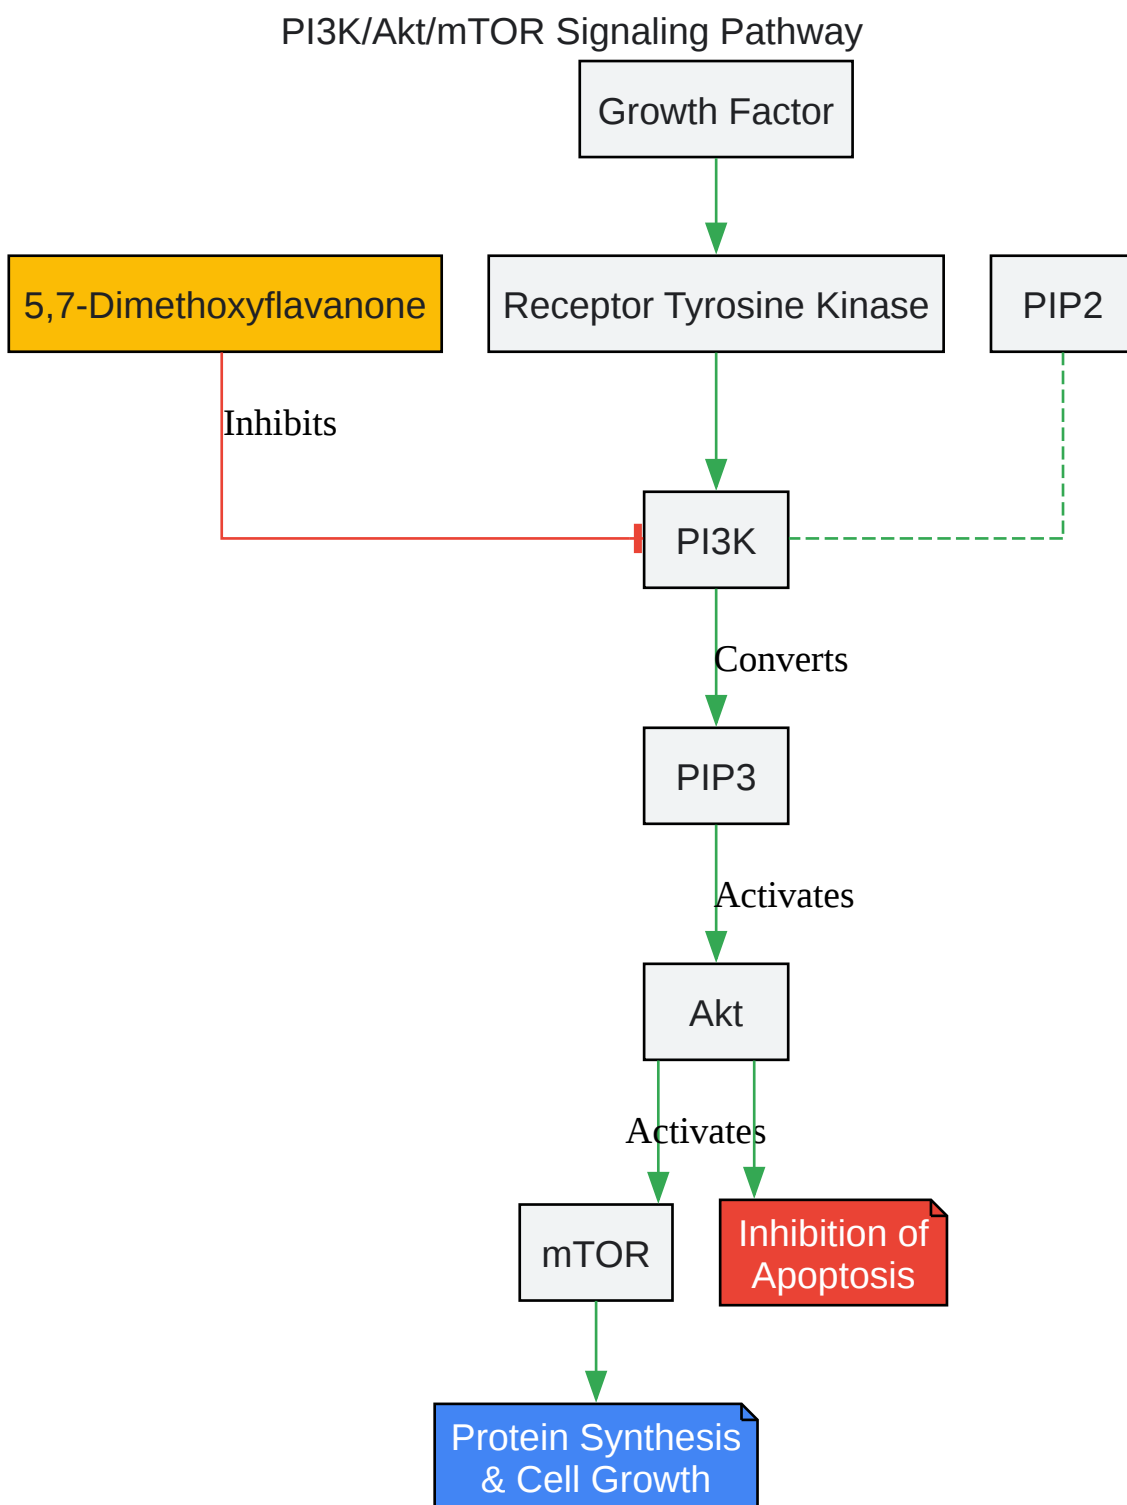 PI3K/Akt/mTOR Signaling Pathway
Growth Factor
5,7-Dimethoxyflavanone
Receptor Tyrosine Kinase
PIP2
Inhibits
PI3K
Converts
PIP3
Activates
Akt
Activates
mTOR
Inhibition of
Apoptosis
Protein Synthesis
& Cell Growth